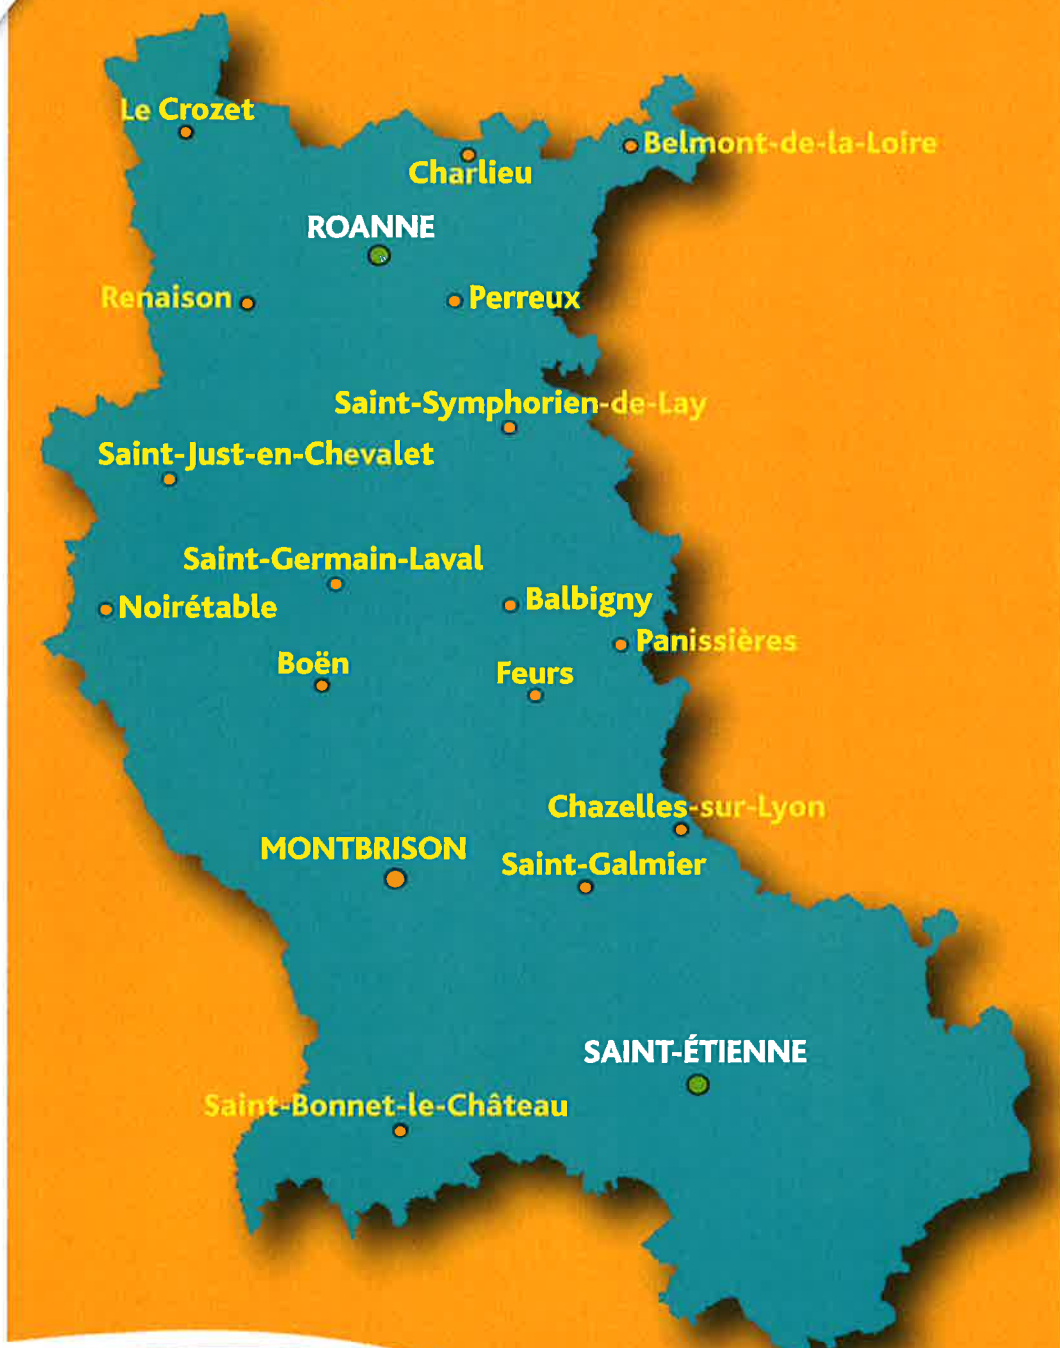 Le Crozet
Belmont-de-la-Loire
Charlieu
ROANNE
Renaison
Perreux
Saint-Symphorien-de-Lay
Saint-Just-en-Chevalet
Saint-Germain-Laval
Balbigny
Noirétable
Panissières
Boën
Feurs
Chazelles-sur-Lyon
MONTBRISON
Saint-Galmier
SAINT-ÉTIENNE
Saint-Bonnet-le-Château